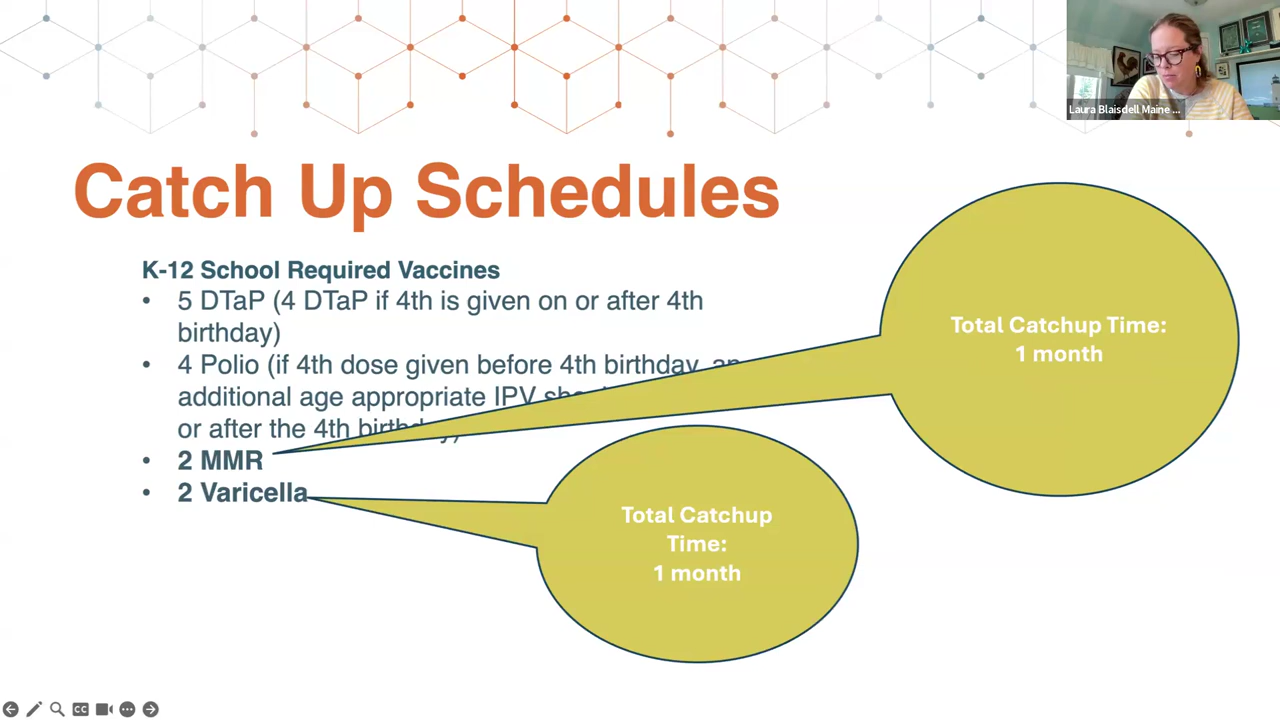 Laura Blaisdell Maine ...
Catch Up Schedules
K-12 School Required Vaccines
• 5 DTaP (4 DTaP if 4th is given on or after 4th
birthday)
• 4 Polio (if 4th dose given before 4th birthday,
additional age appropriate IPV
or after the 4th
• 2 MMR
• 2 Varicella
Total Catchup Time:
1 month
Total Catchup
Time:
1 month
CC